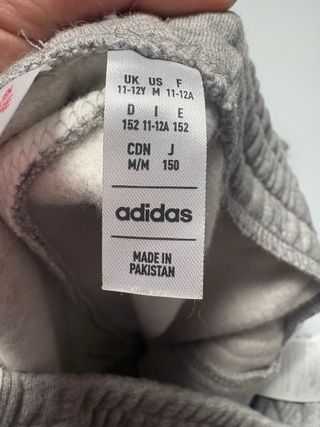 UK US F
11-12Y M 11-12A
D I E
152 11-12A 152
CDN J
M/M 150
adidas
MADE IN
PAKISTAN